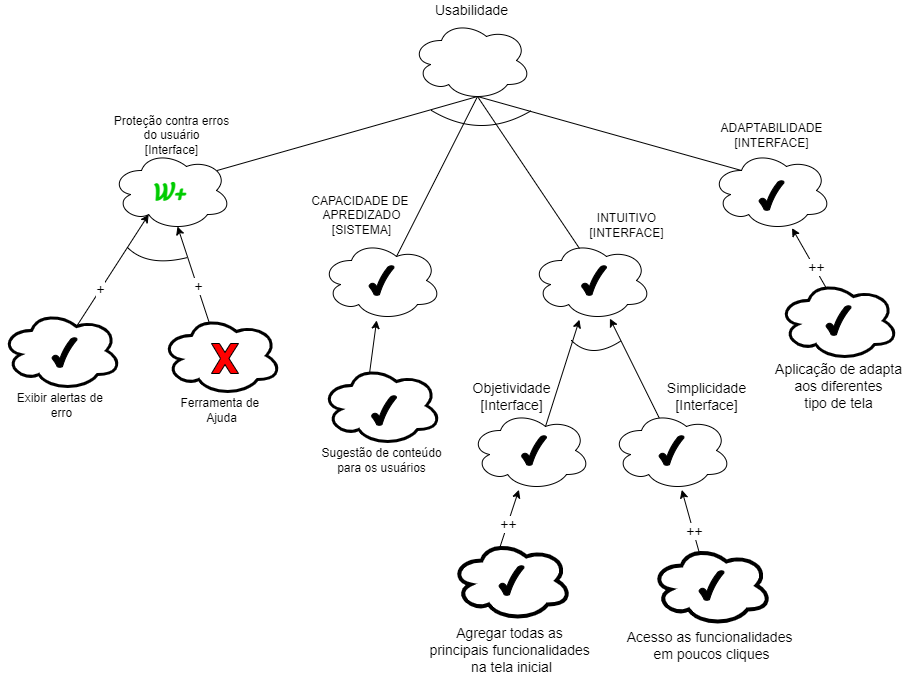 Usabilidade
Proteção contra erros
do usuário
[Interface]
W+
CAPACIDADE DE
APREDIZADO
[SISTEMA]
INTUITIVO
[INTERFACE]
ADAPTABILIDADE
[INTERFACE]
+
+
++
Exibir alertas de
erro
X
Ferramenta de
Ajuda
Sugestão de conteúdo
para os usuários
Objetividade
[Interface]
Simplicidade
[Interface]
Aplicação de adapta
aos diferentes
tipo de tela
++
++
Agregar todas as
principais funcionalidades
na tela inicial
Acesso as funcionalidades
em poucos cliques